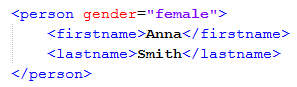 <person gender="female">
    <firstname>Anna</firstname>
    <lastname>Smith</lastname>
</person>